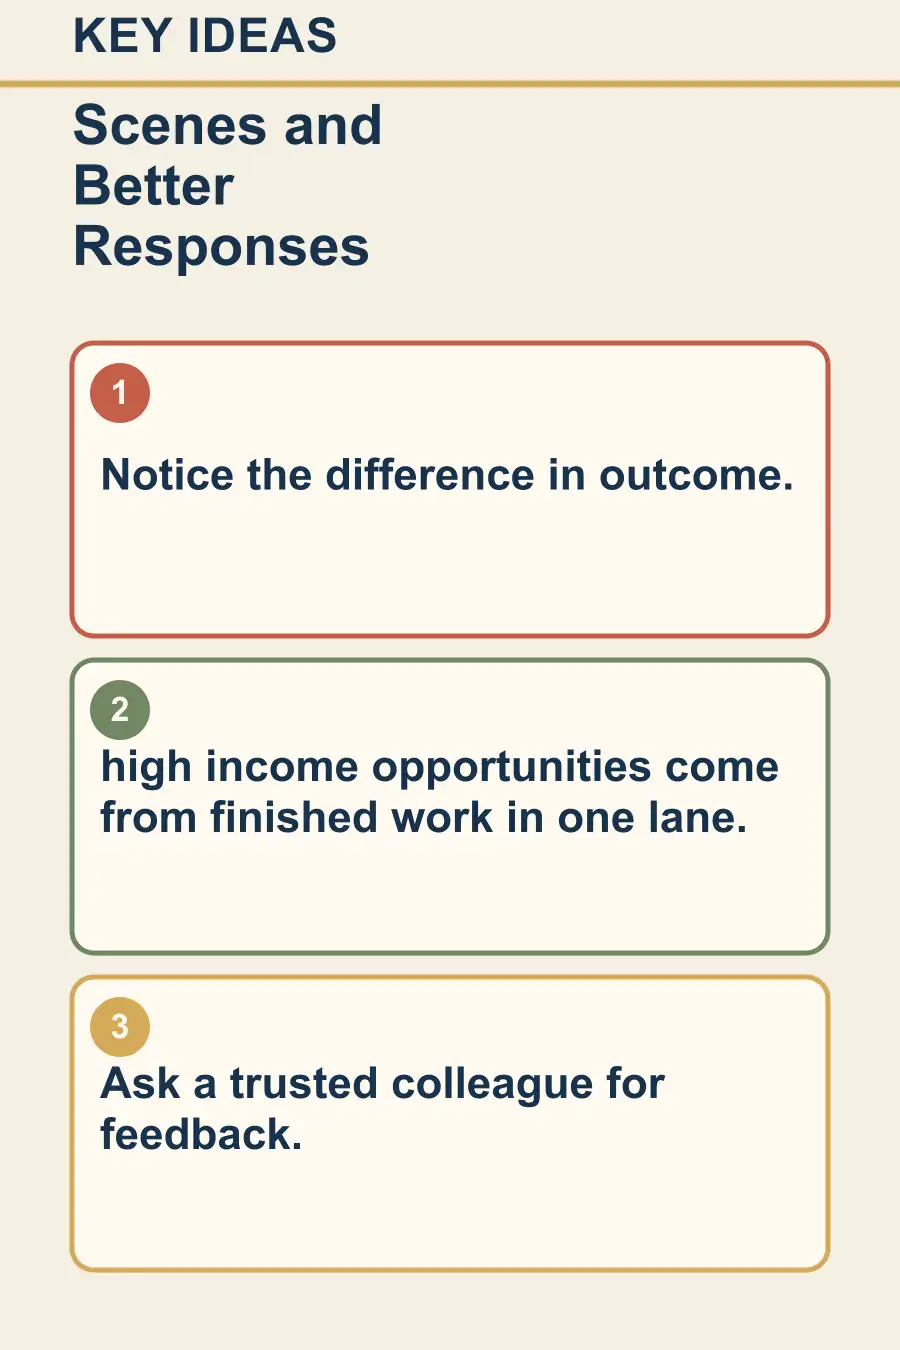 KEY IDEAS
Scenes and
Better
Responses
1
Notice the difference in outcome.
2
high income opportunities come
from finished work in one lane.
3
Ask a trusted colleague for
feedback.